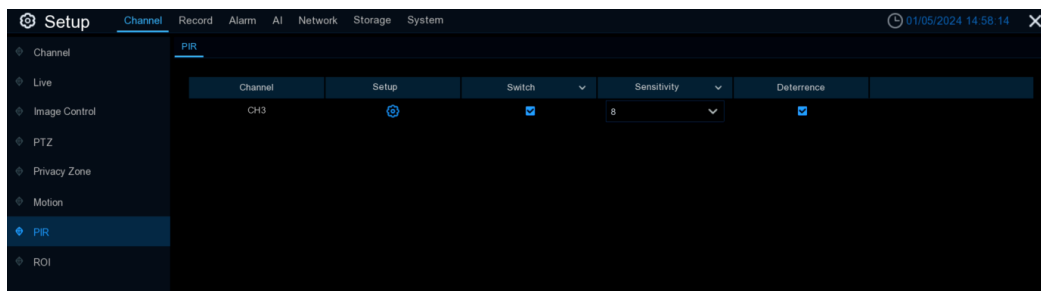 Setup Channel Record Alarm AI Network Storage System 01/05/2024 14:58:14
Channel
PIR
Live
Channel Setup Switch Sensitivity Deterrence
Image Control
CH3 8
PTZ
Privacy Zone
Motion
PIR
ROI